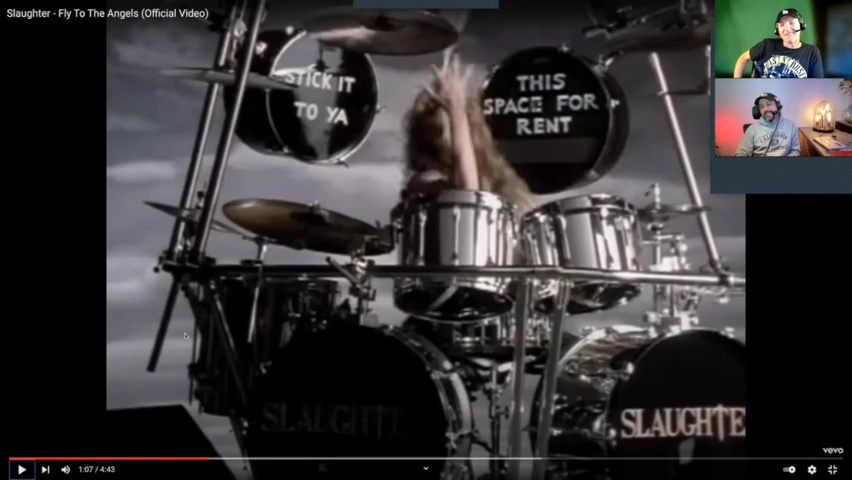 Slaughter - Fly To The Angels (Official Video)
STICK IT
TO YA
THIS
SPACE FOR
RENT
SLAUGHTE
SLAUGHTE
vevo
1:07 / 4:43